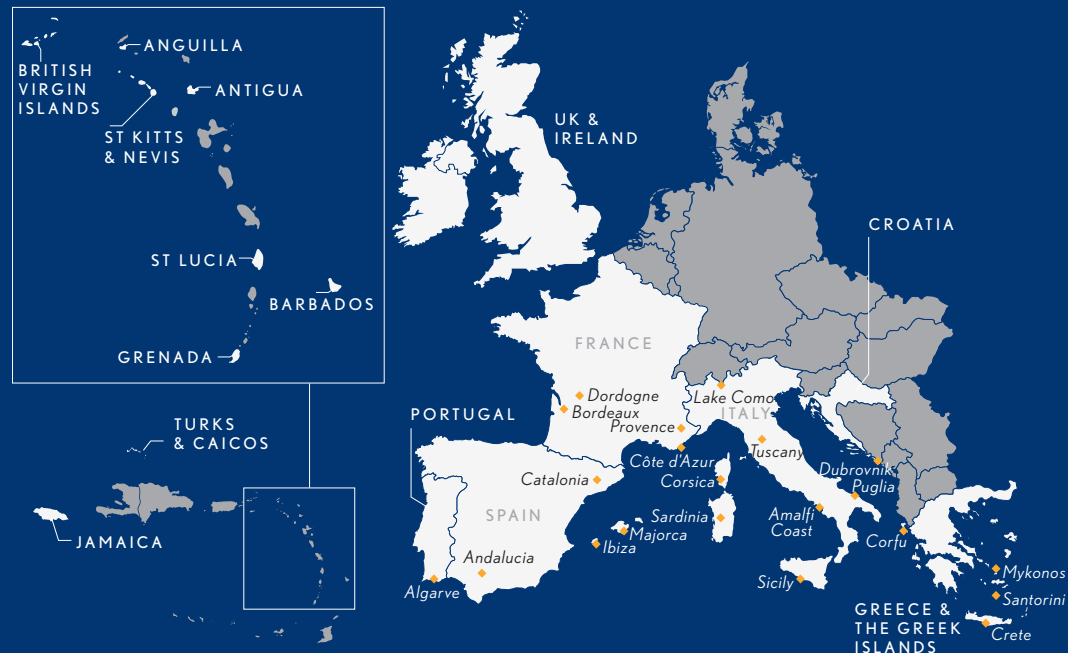 ANGUILLA
BRITISH
VIRGIN
ISLANDS
ANTIGUA
ST KITTS
& NEVIS
ST LUCIA
BARBADOS
GRENADA
TURKS
& CAICOS
JAMAICA
UK &
IRELAND
CROATIA
FRANCE
Dordogne
Bordeaux
Provence
Lake Como
ITALY
PORTUGAL
Côte d'Azur
Corsica
Tuscany
Dubrovnik
Puglia
Catalonia
SPAIN
Sardinia
Majorca
Ibiza
Amalfi
Coast
Corfu
Andalucia
Algarve
Sicily
Mykonos
Santorini
GREECE &
THE GREEK
ISLANDS
Crete